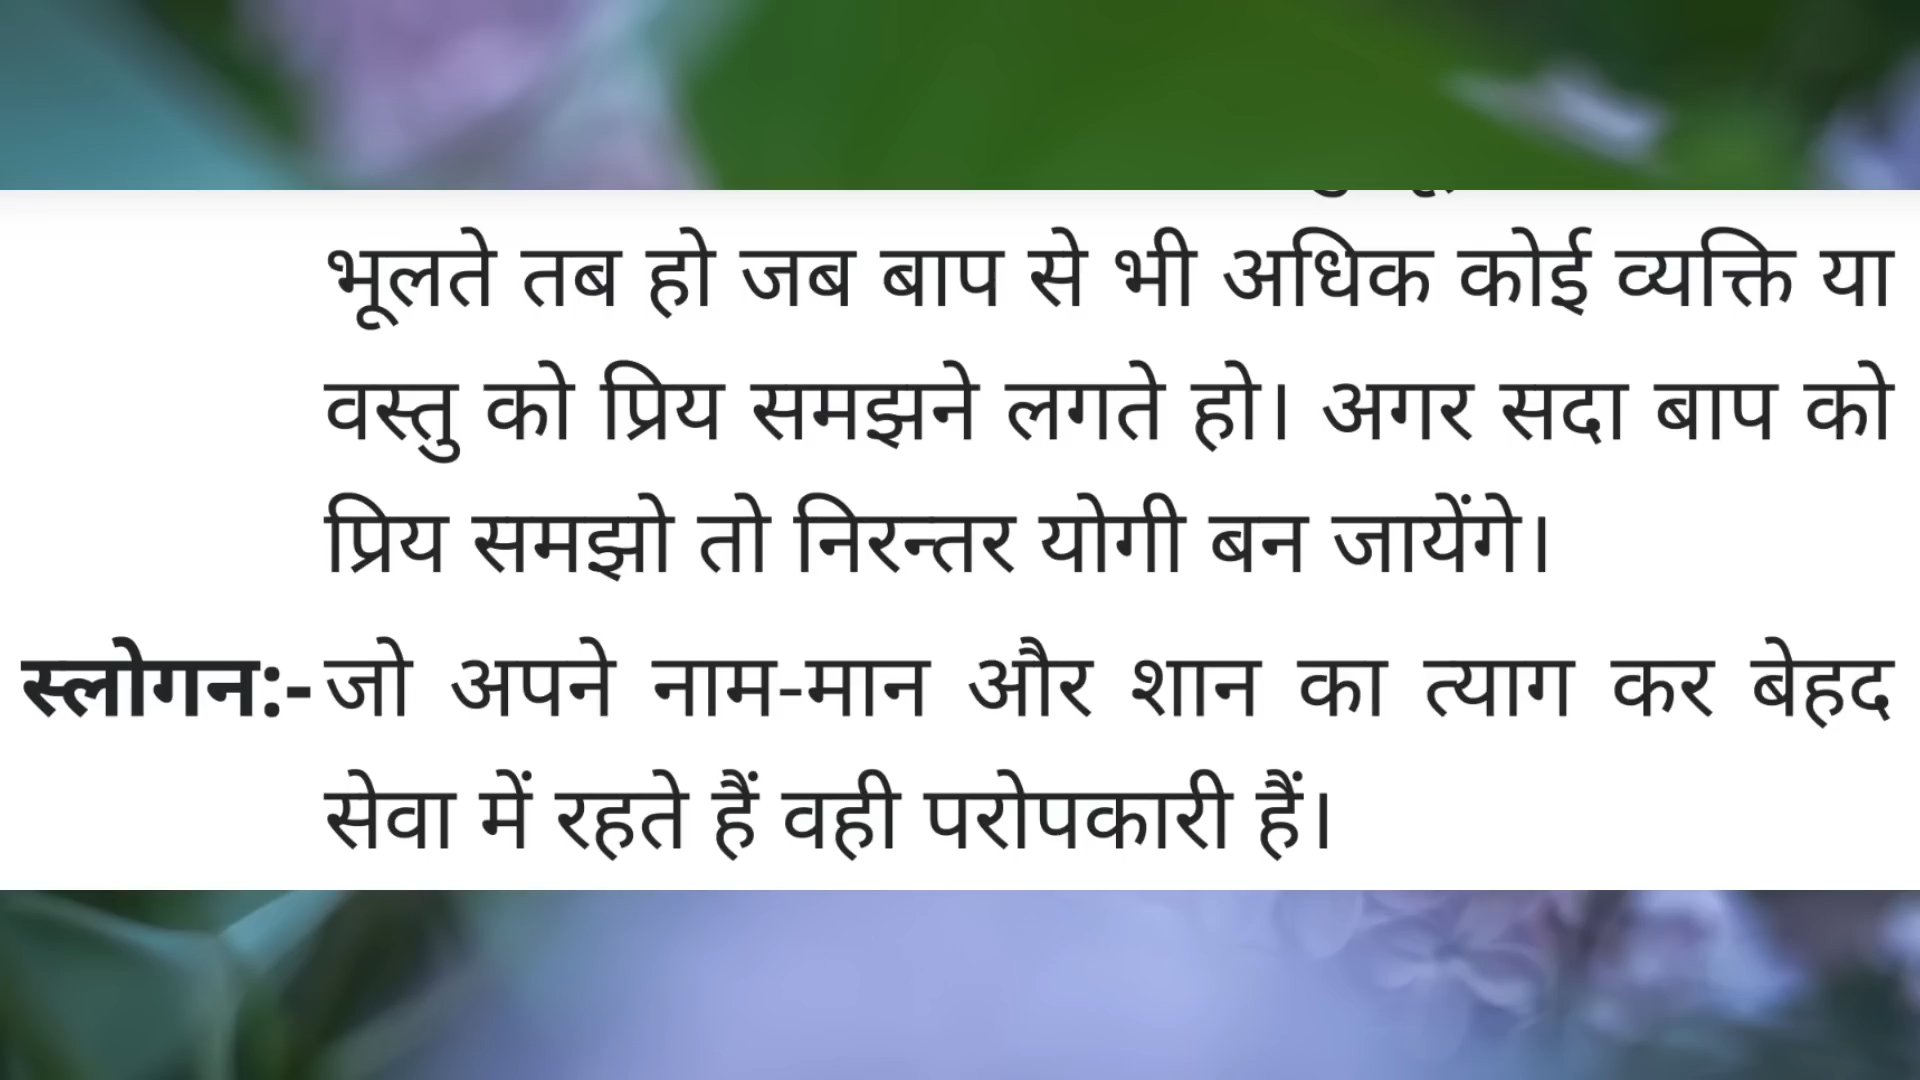 भूलते तब हो जब बाप से भी अधिक कोई व्यक्ति या
वस्तु को प्रिय समझने लगते हो। अगर सदा बाप को
प्रिय समझो तो निरन्तर योगी बन जायेंगे।
स्लोगन:- जो अपने नाम-मान और शान का त्याग कर बेहद
सेवा में रहते हैं वही परोपकारी हैं।